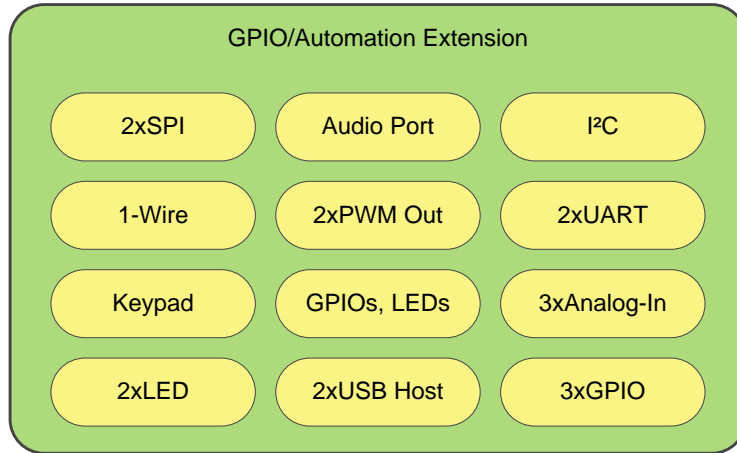 GPIO/Automation Extension
2xSPI
Audio Port
I²C
1-Wire
2xPWM Out
2xUART
Keypad
GPIOs, LEDs
3xAnalog-In
2xLED
2xUSB Host
3xGPIO